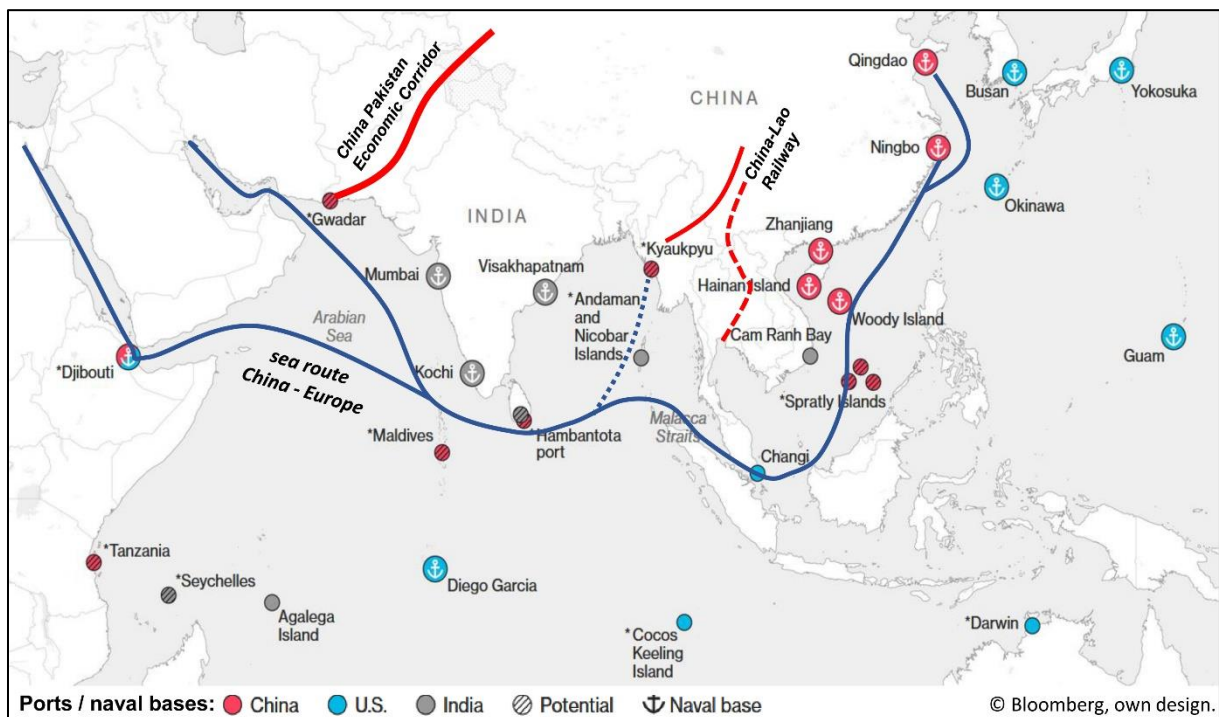 China Pakistan
Economic Corridor
Qingdao
Busan
Yokosuka
CHINA
China-Lao
Railway
Ningbo
Okinawa
*Gwadar
INDIA
Zhanjiang
*Kyaukpyu
Mumbai
Visakhapatnam
Hainan Island
*Andaman
and
Nicobar
Islands
Woody Island
Arabian
Sea
Cam Ranh Bay
Guam
*Djibouti
sea route
China - Europe
Kochi
*Spratly Islands
*Maldives
*Hambantota
port
Malacca
Straits
Changi
*Tanzania
*Seychelles
Agalega
Island
Diego Garcia
*Cocos
Keeling
Island
*Darwin
Ports / naval bases: China U.S. India Potential Naval base
© Bloomberg, own design.